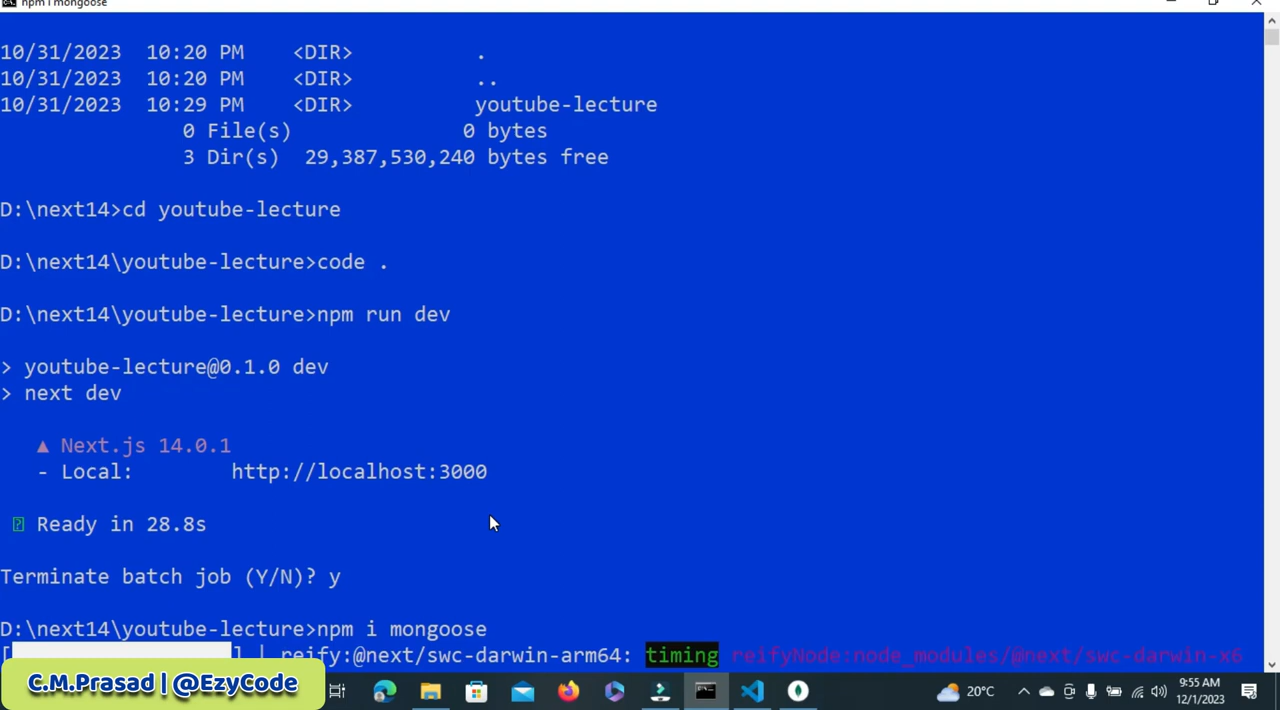 npm i mongoose
10/31/2023  10:20 PM    <DIR>          .
10/31/2023  10:20 PM    <DIR>          ..
10/31/2023  10:29 PM    <DIR>          youtube-lecture
0 File(s)              0 bytes
3 Dir(s)  29,387,530,240 bytes free
D:\next14>cd youtube-lecture
D:\next14\youtube-lecture>code .
D:\next14\youtube-lecture>npm run dev
> youtube-lecture@0.1.0 dev
> next dev
▲ Next.js 14.0.1
- Local:        http://localhost:3000
Ready in 28.8s
Terminate batch job (Y/N)? y
D:\next14\youtube-lecture>npm i mongoose
[                  ] | reify:@next/swc-darwin-arm64: timing reifyNode:node_modules/@next/swc-darwin-x6
C.M.Prasad | @EzyCode
20°C
9:55 AM
12/1/2023